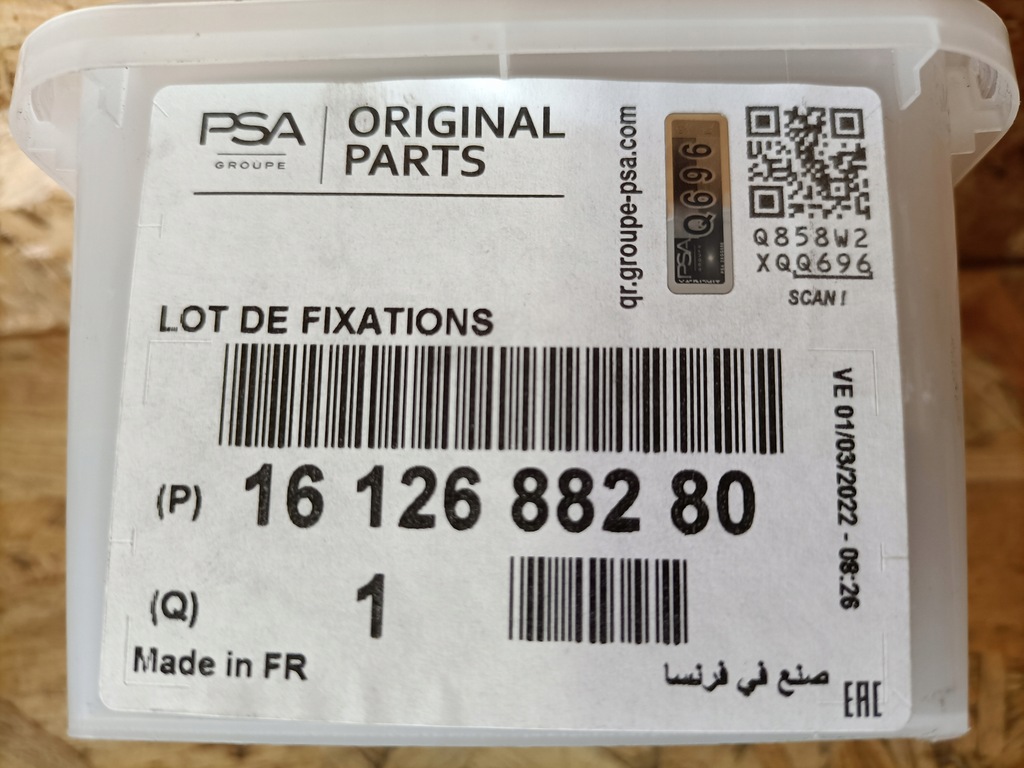 PSA
GROUPE
ORIGINAL
PARTS
qr.groupe-psa.com
Q696
PSA
Q858W2
XQQ696
SCAN !
LOT DE FIXATIONS
(P) 16 126 882 80
(Q) 1
VE 01/03/2022 - 08:26
Made in FR
صنع في فرنسا
EAC